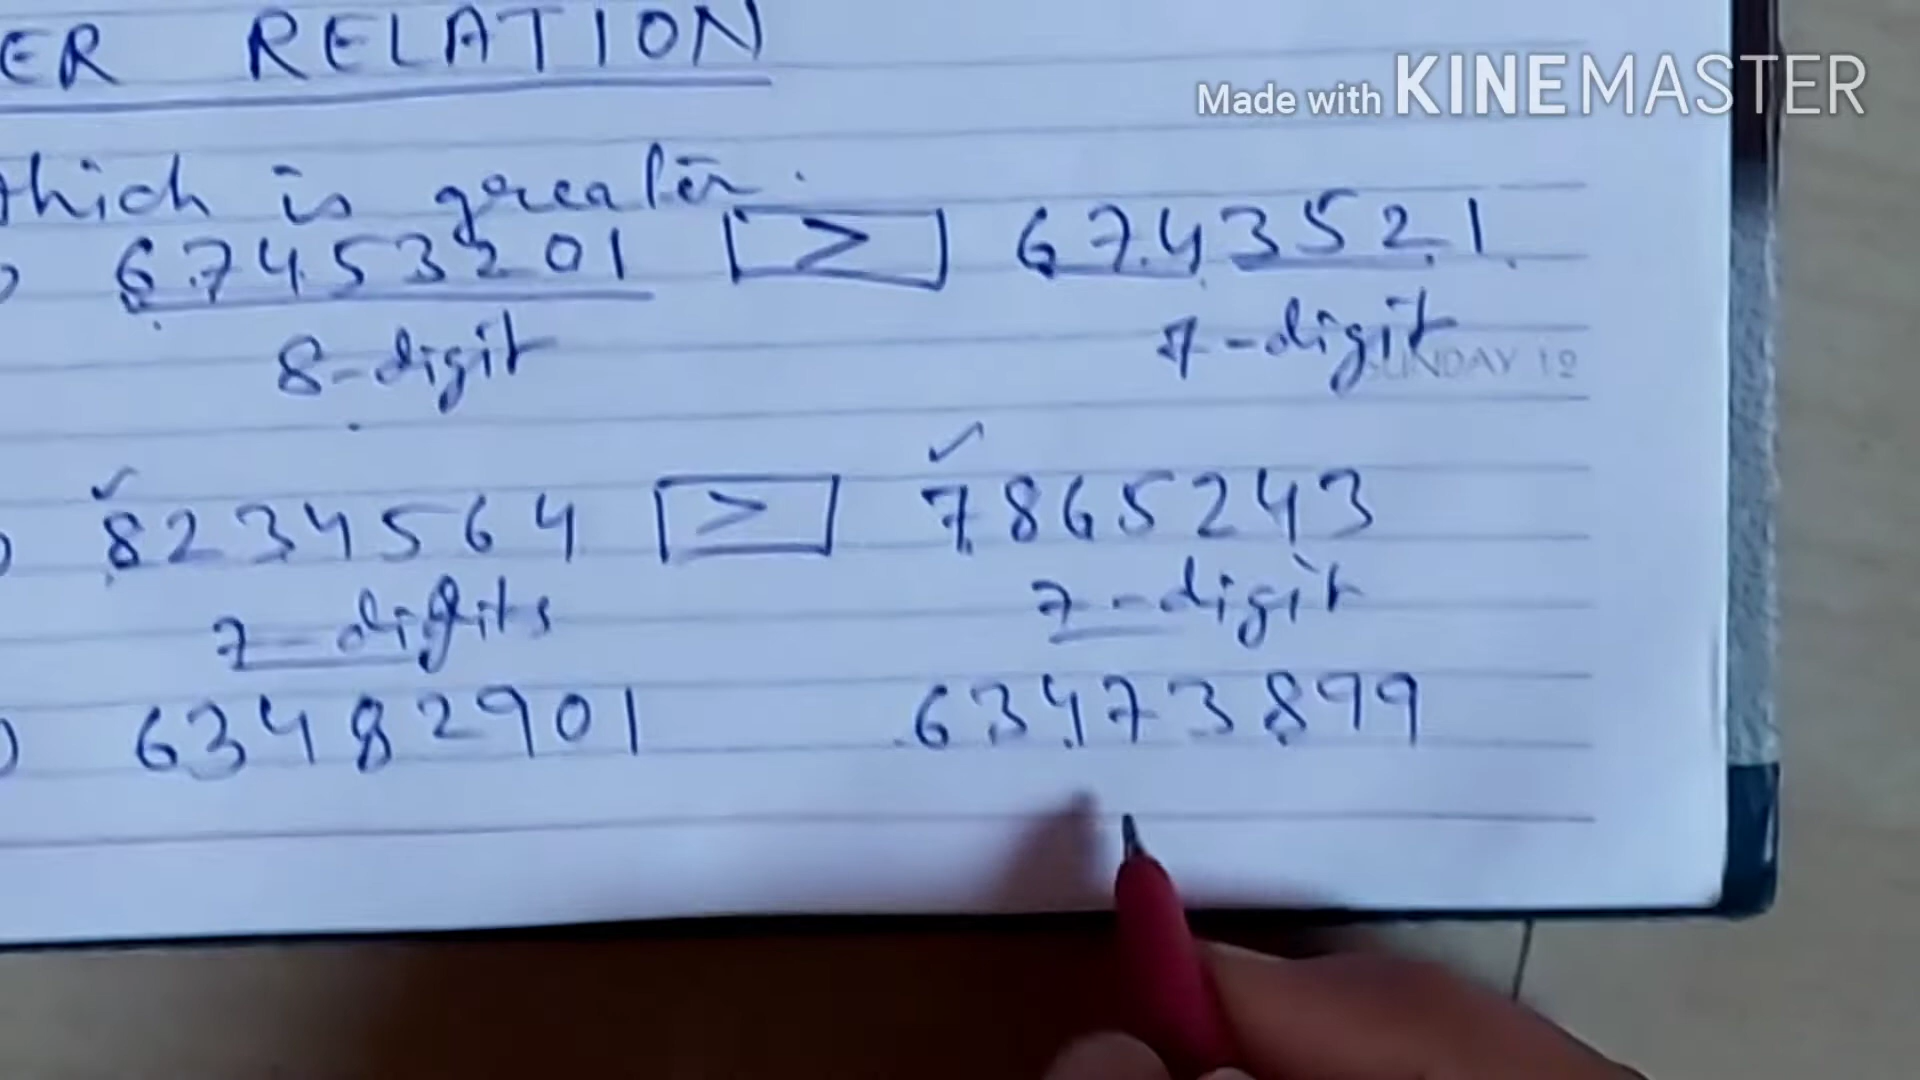 ER RELATION
Made with KINEMASTER
which is greater.
67453201 [>] 6743521
8-digit 7-digit
SUNDAY 12
8234564 [>] 7865243
7-digits 7-digit
63482901 63473899